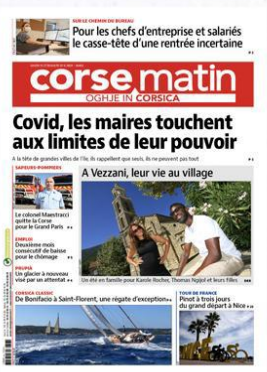 SUR LE CHEMIN DU BUREAU
Pour les chefs d'entreprise et salariés
le casse-tête d'une rentrée incertaine
corse matin
OGHJE IN CORSICA
Covid, les maires touchent
aux limites de leur pouvoir
A la tête de grandes villes de l'île, ils rappellent que seuls, ils ne peuvent pas tout
SAPEURS-POMPIERS
Le colonel Maestracci
quitte la Corse
pour le Grand Paris
EMPLOI
Deuxième mois
consécutif de baisse
pour le chômage
PRUPIÀ
Un glacier à nouveau
visé par un attentat
A Vezzani, leur vie au village
Un été en famille pour Karole Rocher, Thomas Ngijol et leurs filles
CORSICA CLASSIC
De Bonifacio à Saint-Florent, une régate d'exception
TOUR DE FRANCE
Pinot à trois jours
du grand départ à Nice